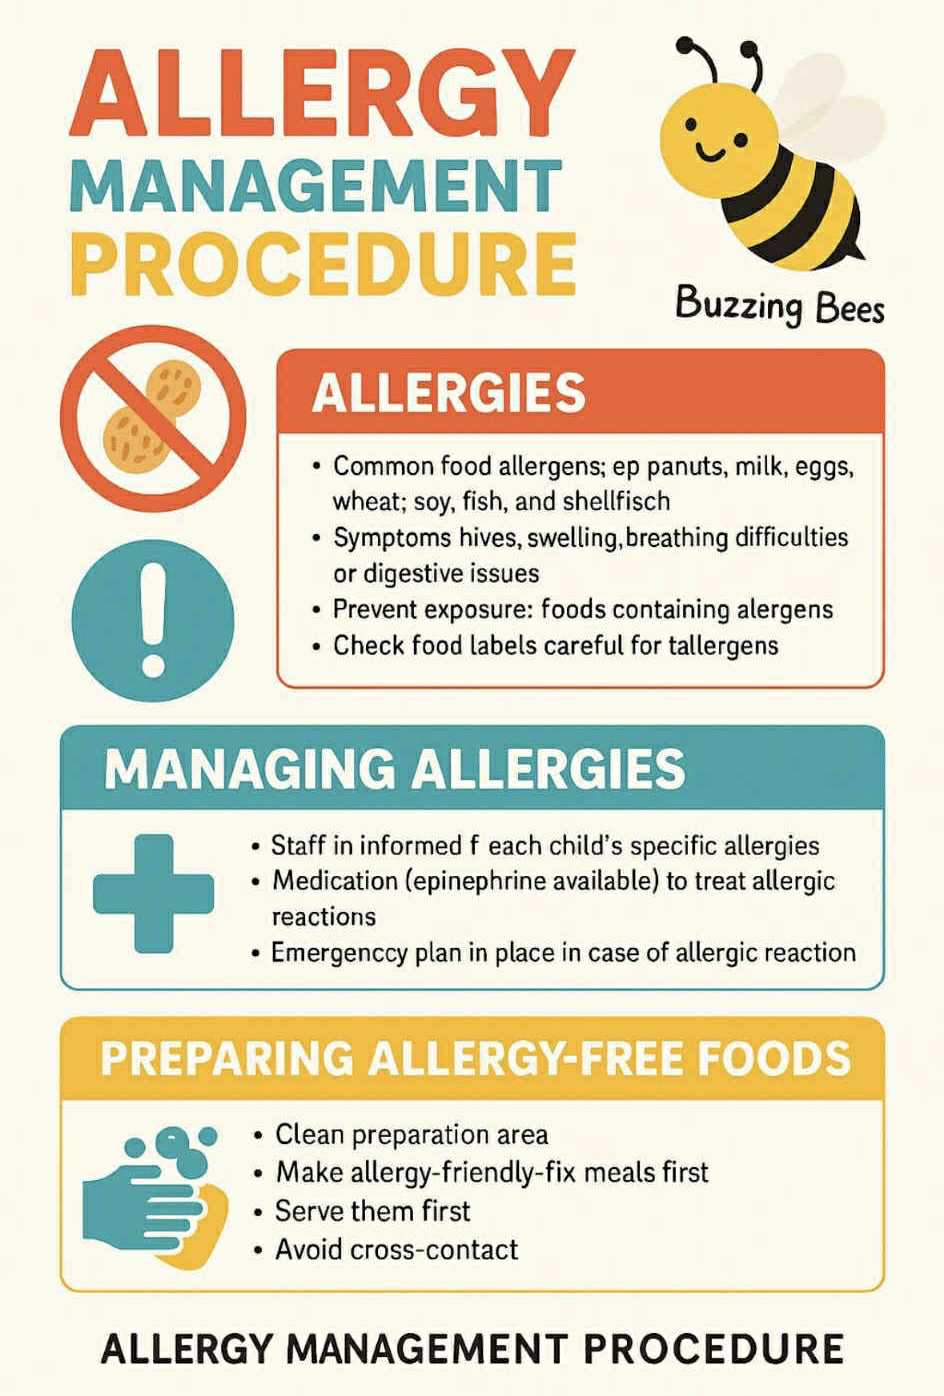 ALLERGY
MANAGEMENT
PROCEDURE
Buzzing Bees
ALLERGIES
• Common food allergens; ep panuts, milk, eggs,
wheat; soy, fish, and shellfisch
• Symptoms hives, swelling, breathing difficulties
or digestive issues
• Prevent exposure: foods containing alergens
• Check food labels careful for tallergens
MANAGING ALLERGIES
• Staff in informed f each child's specific allergies
• Medication (epinephrine available) to treat allergic
reactions
• Emergenccy plan in place in case of allergic reaction
PREPARING ALLERGY-FREE FOODS
• Clean preparation area
• Make allergy-friendly-fix meals first
• Serve them first
• Avoid cross-contact
ALLERGY MANAGEMENT PROCEDURE